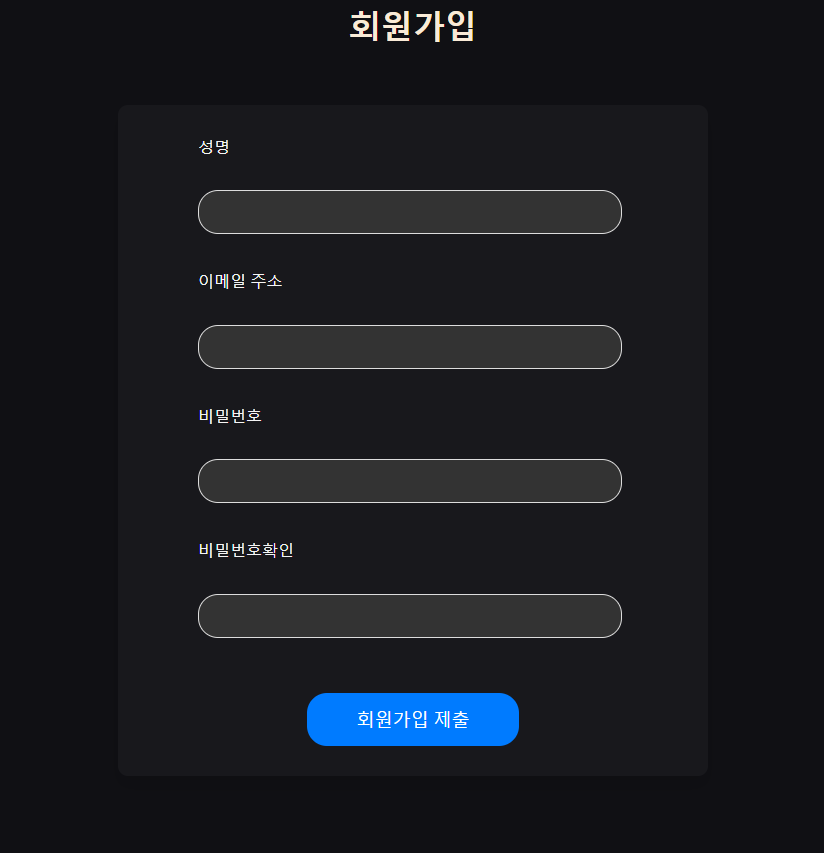 회원가입
성명
이메일 주소
비밀번호
비밀번호확인
회원가입 제출